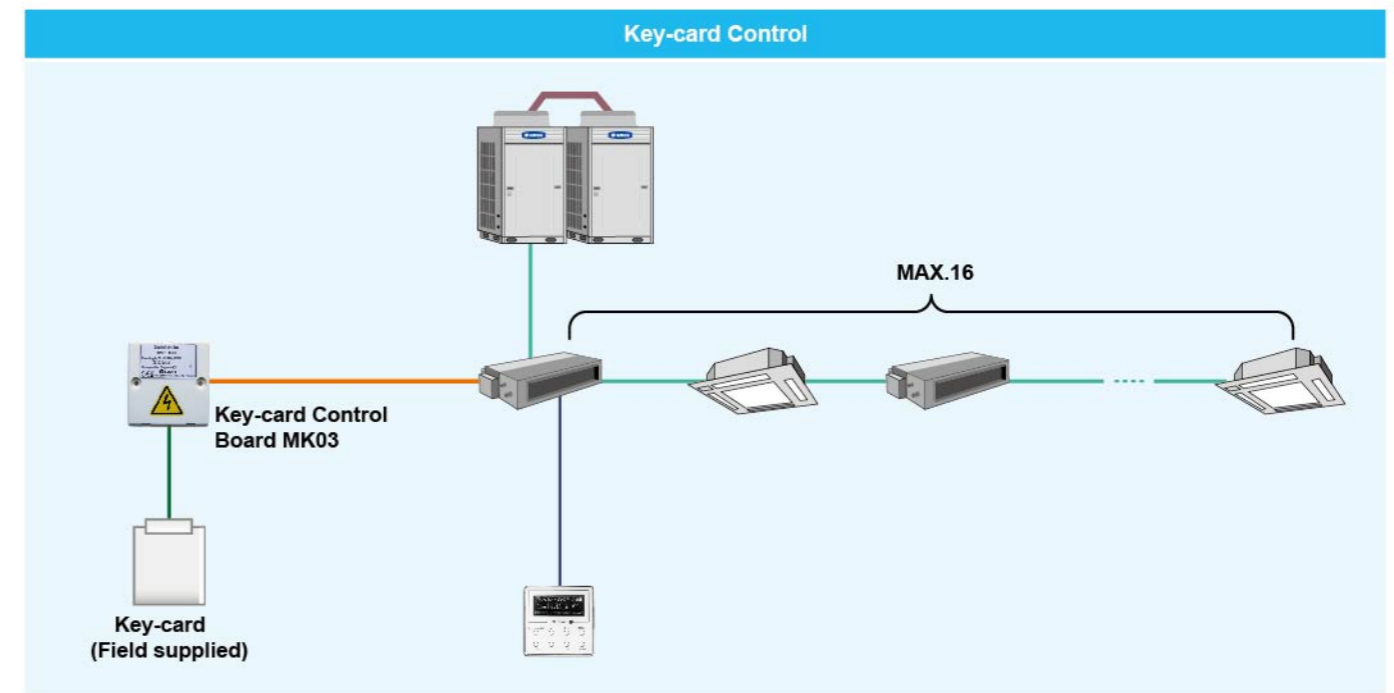 Key-card Control
MAX.16
Key-card Control
Board MK03
Key-card
(Field supplied)